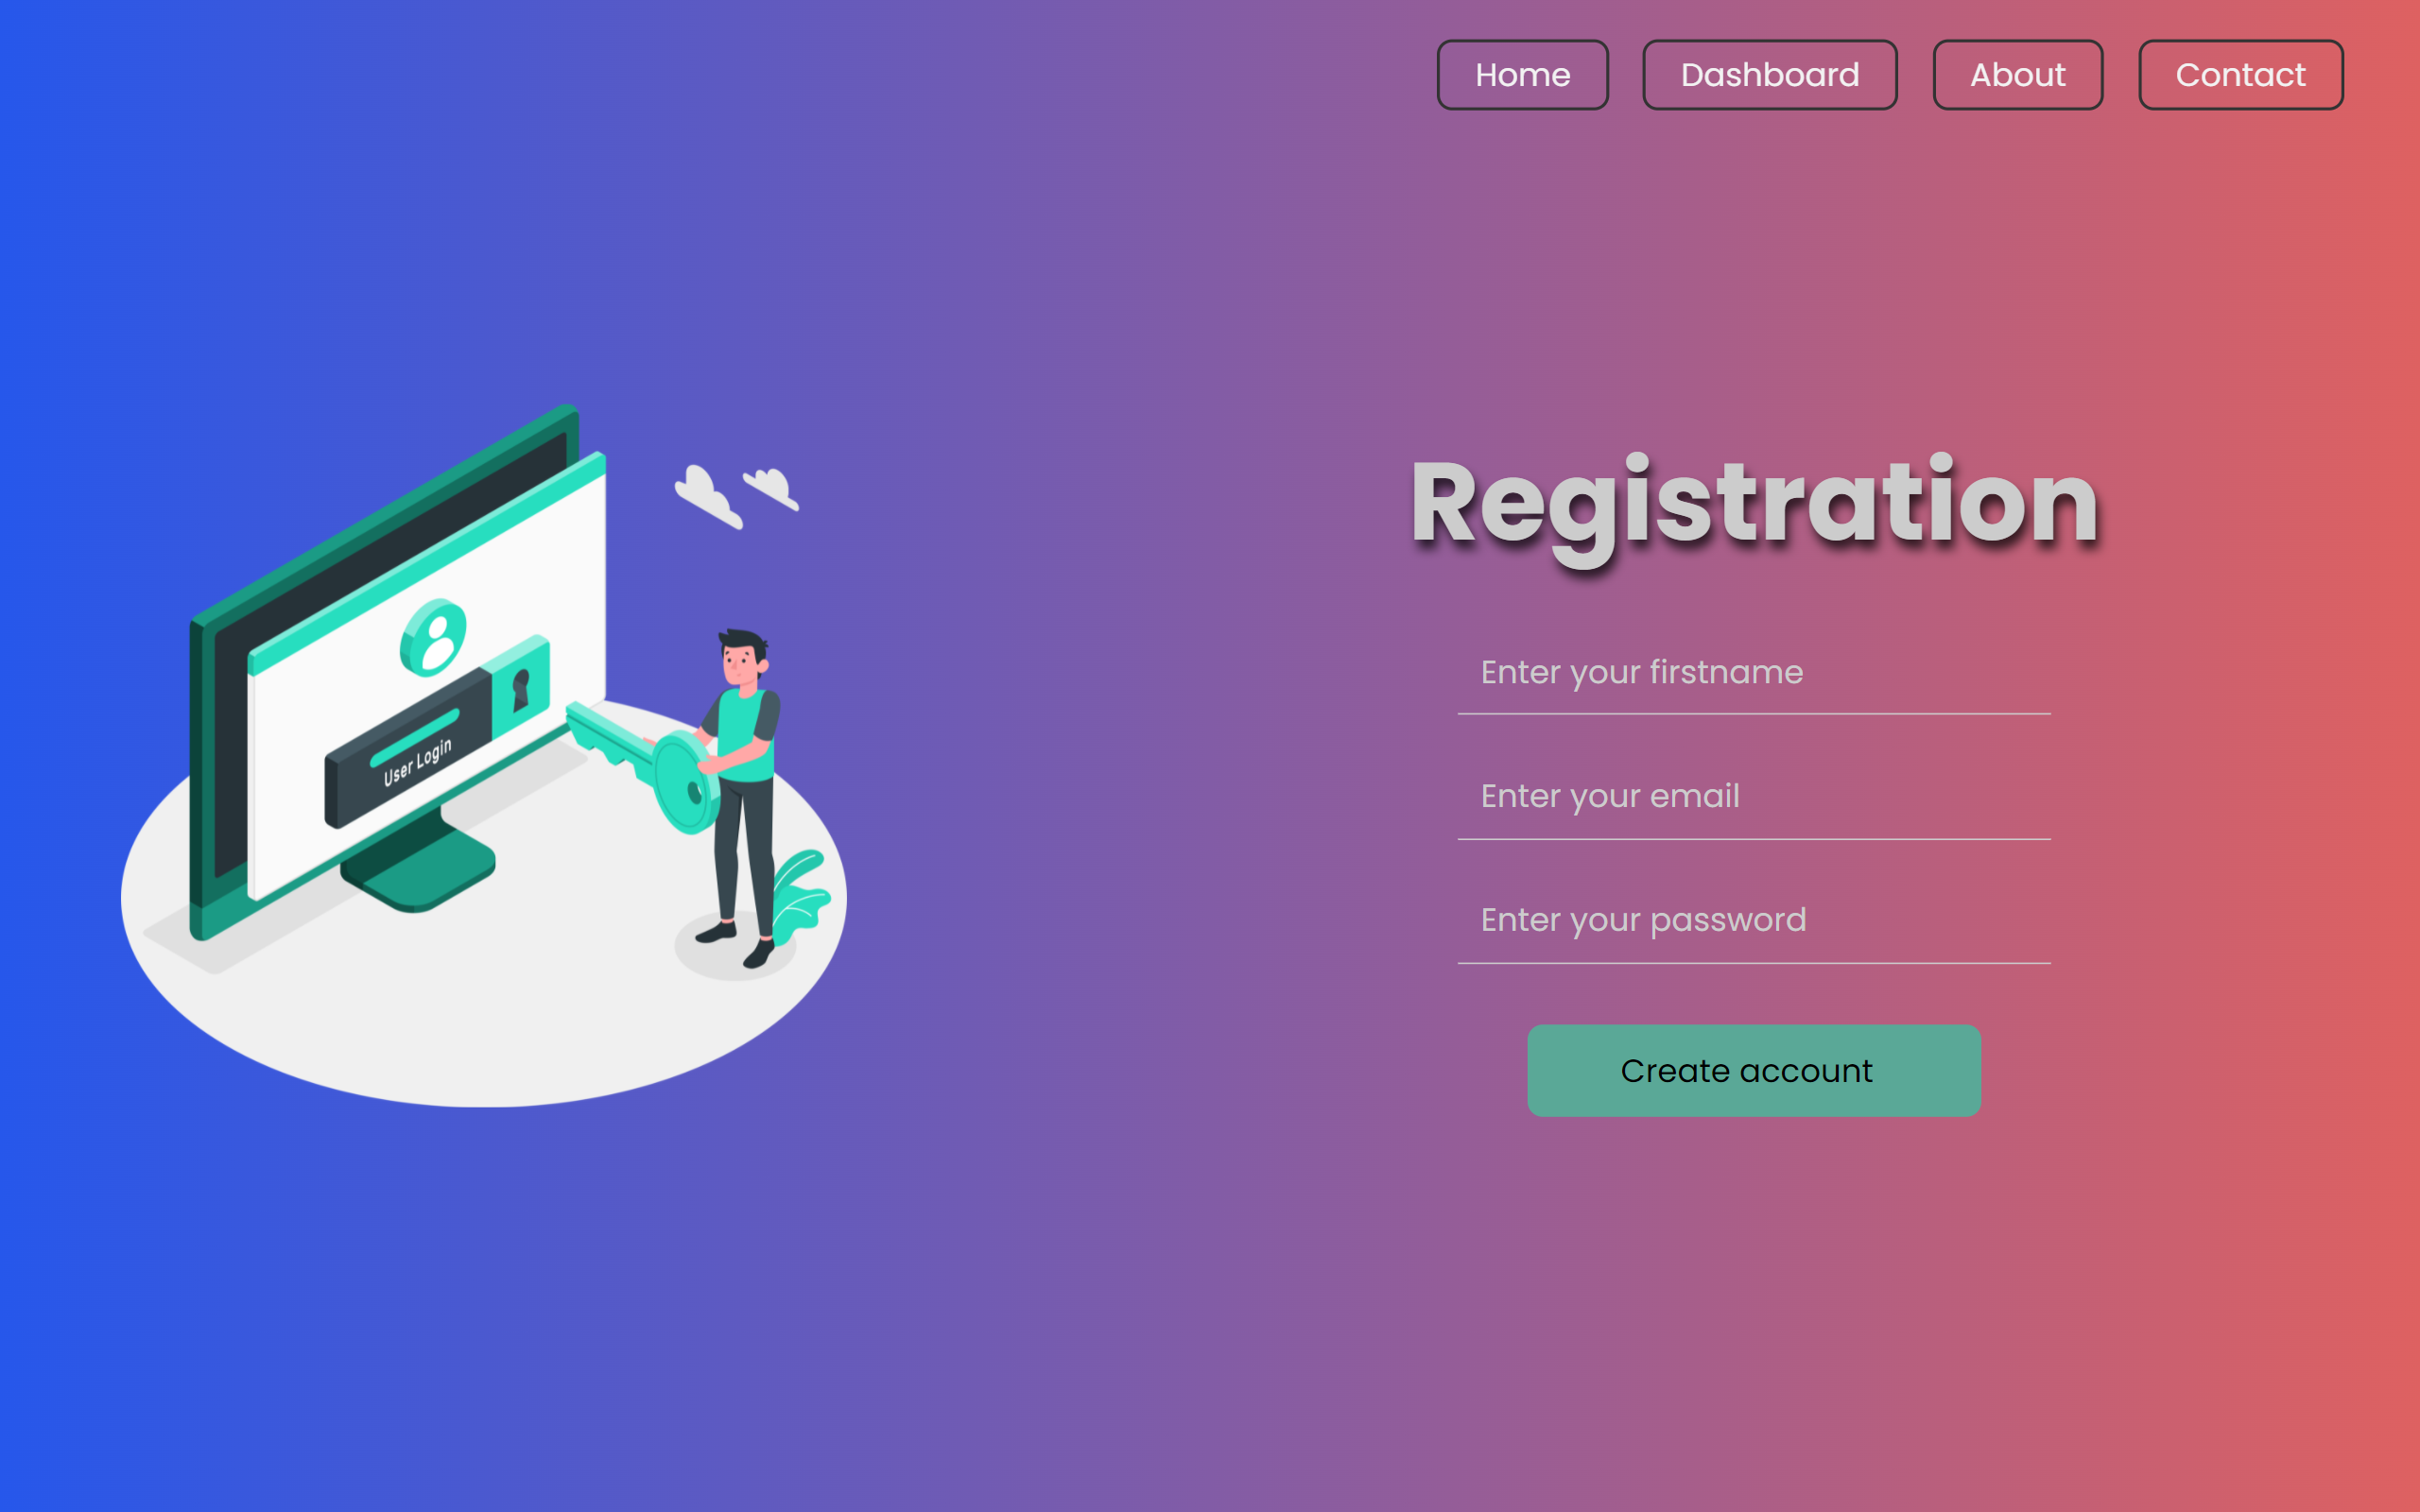 Home
Dashboard
About
Contact
Registration
Enter your firstname
Enter your email
Enter your password
Create account
User Login